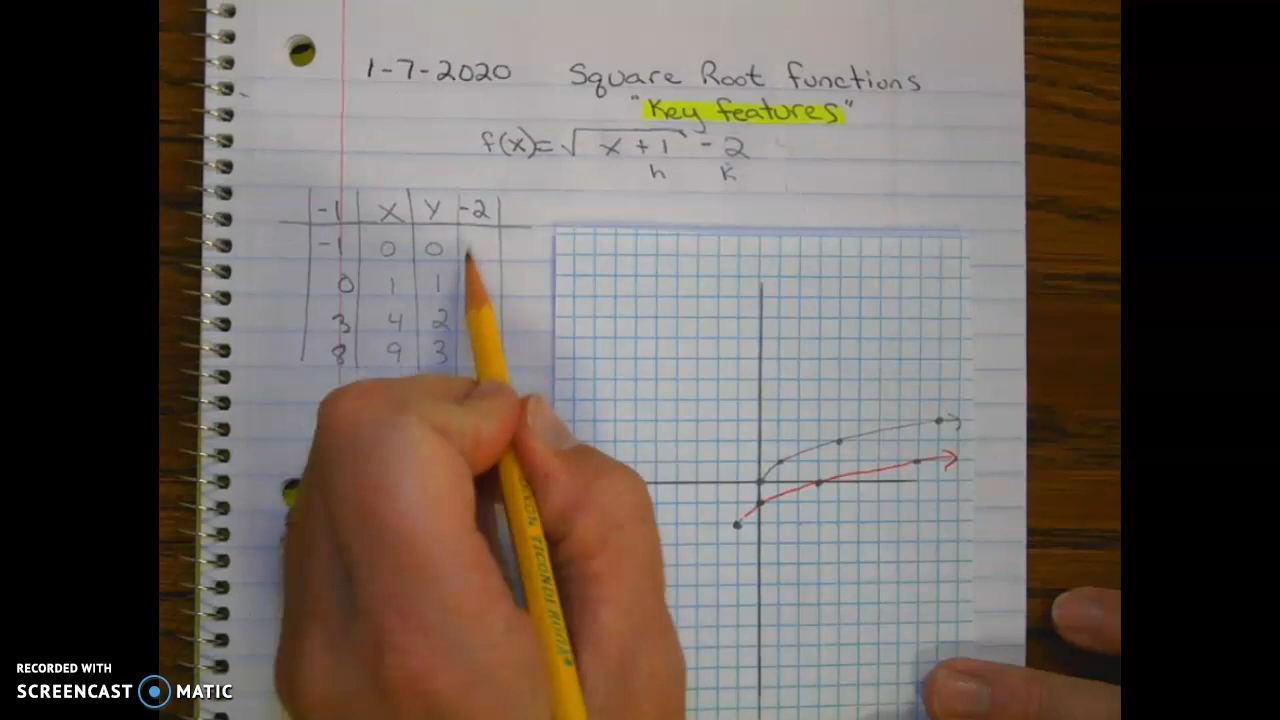 1-7-2020 Square Root functions
"Key features"
f(x)=√x+1 -2
h k
-1 X Y -2
-1 0 0
0 1 1
3 4 2
8 9 3
TICONDEROGA
RECORDED WITH
SCREENCAST MATIC